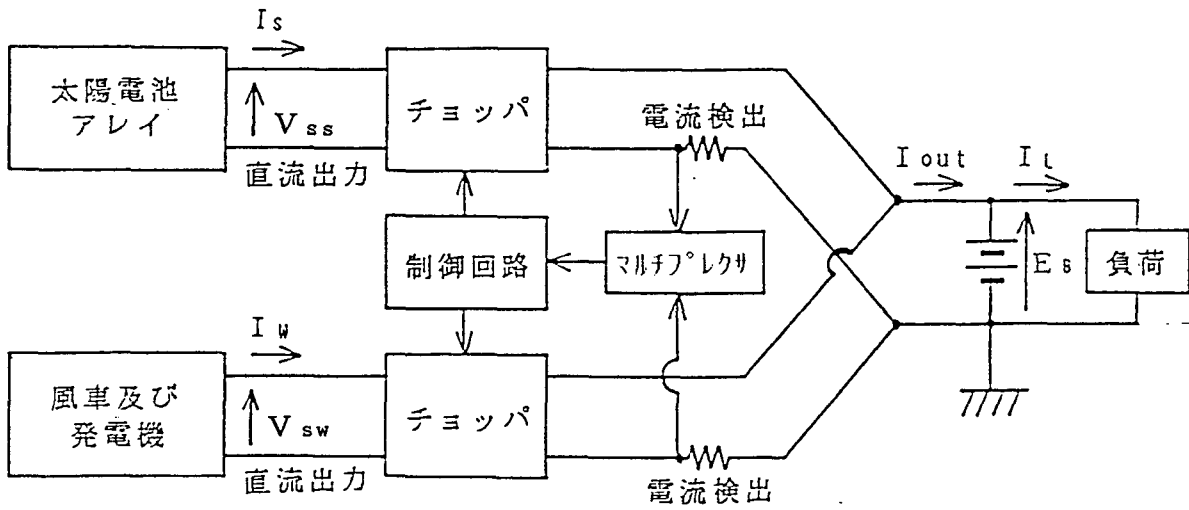 Is
太陽電池
アレイ
Vss
直流出力
チョッパ
電流検出
Iout
IL
制御回路
マルチプレクサ
EB
負荷
Iw
風車及び
発電機
Vsw
直流出力
チョッパ
電流検出